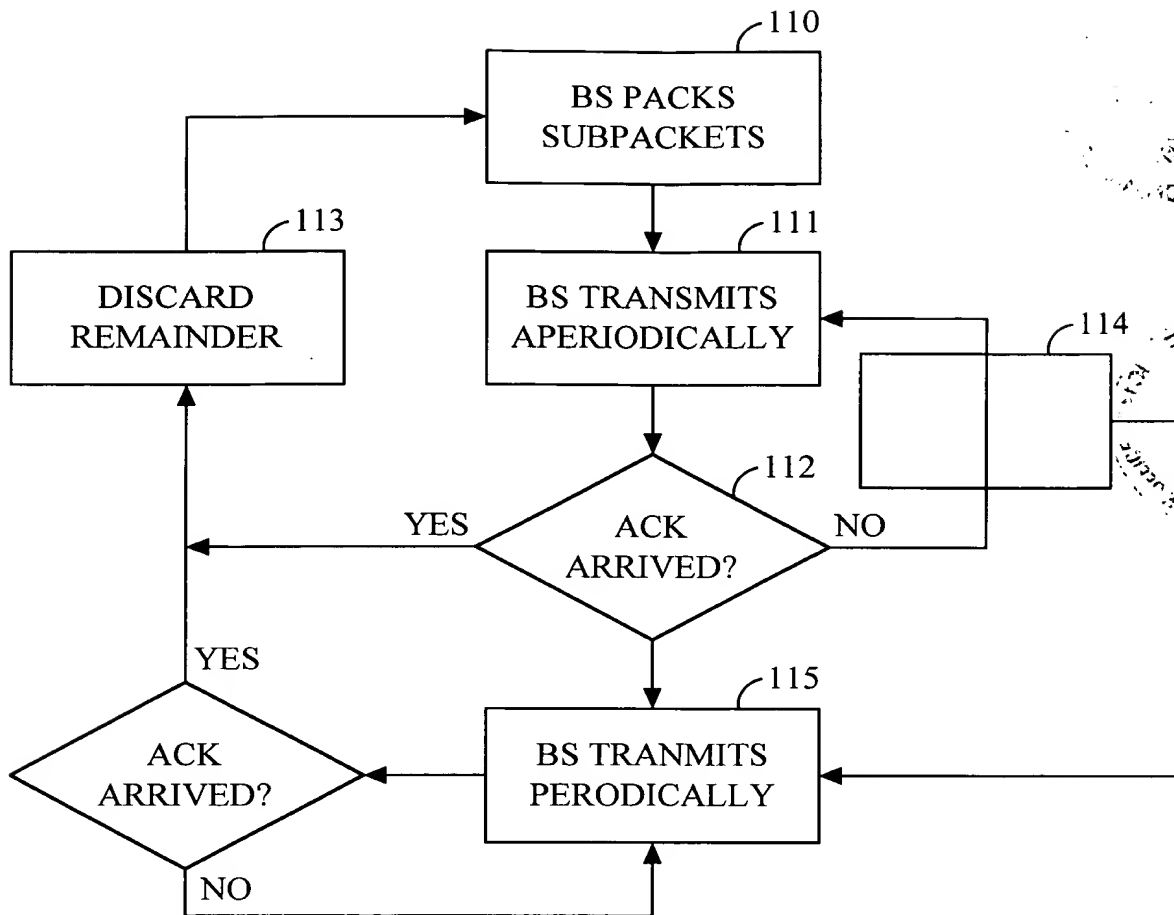 110
BS PACKS
SUBPACKETS
113
111
DISCARD
REMAINDER
BS TRANSMITS
APERIODICALLY
114
112
YES
ACK
ARRIVED?
NO
YES
115
ACK
ARRIVED?
BS TRANMITS
PERODICALLY
NO